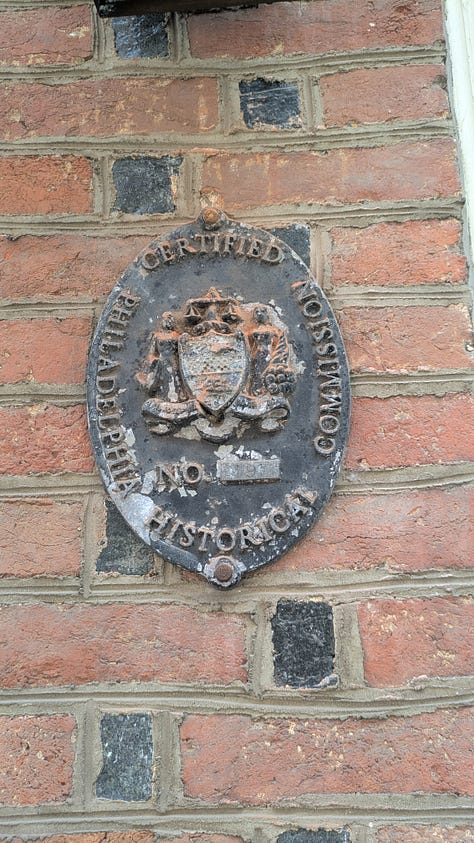 CERTIFIED
PHILADELPHIA
HISTORICAL
COMMISSION
NO